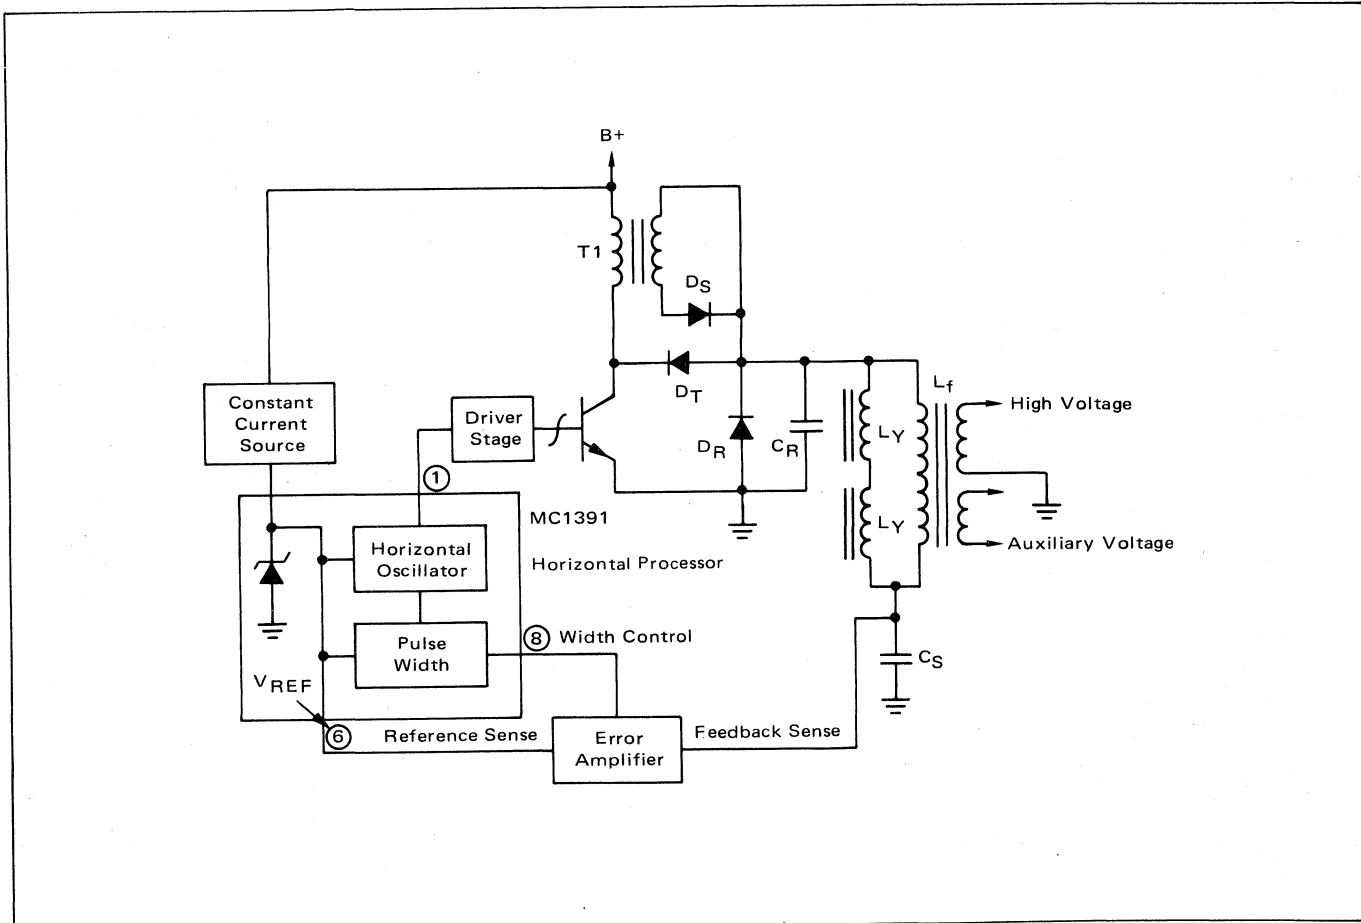 B+
T1
DS
DT
Lf
High Voltage
Constant
Current
Source
Driver
Stage
DR
CR
LY
①
MC1391
LY
Horizontal
Oscillator
Horizontal Processor
Auxiliary Voltage
Pulse
Width
⑧ Width Control
CS
VREF
⑥ Reference Sense
Error
Amplifier
Feedback Sense